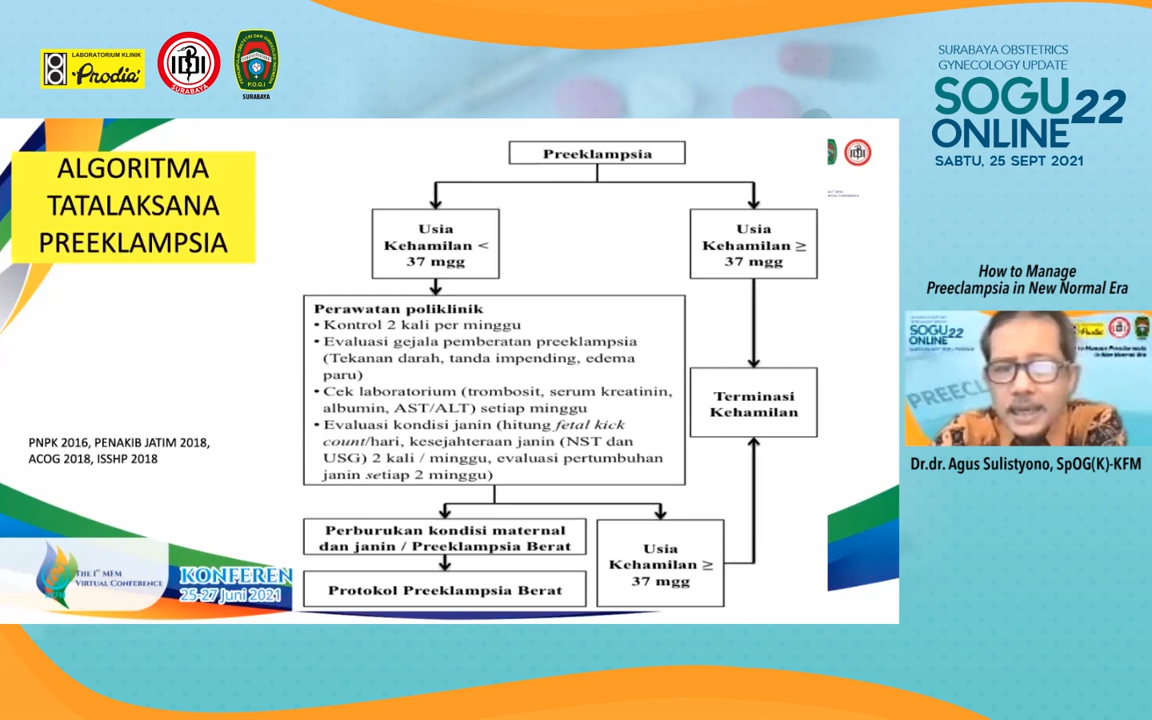 LABORATORIUM KLINIK
Prodia
IDI
SURABAYA
P.O.G.I
SURABAYA
SURABAYA OBSTETRICS
GYNECOLOGY UPDATE
SOGU 22
ONLINE
SABTU, 25 SEPT 2021
ALGORITMA
TATALAKSANA
PREEKLAMPSIA
Preeklampsia
Usia
Kehamilan <
37 mgg
Usia
Kehamilan ≥
37 mgg
Perawatan poliklinik
• Kontrol 2 kali per minggu
• Evaluasi gejala pemberatan preeklampsia
(Tekanan darah, tanda impending, edema
paru)
• Cek laboratorium (trombosit, serum kreatinin,
albumin, AST/ALT) setiap minggu
• Evaluasi kondisi janin (hitung fetal kick
count/hari, kesejahteraan janin (NST dan
USG) 2 kali / minggu, evaluasi pertumbuhan
janin setiap 2 minggu)
Terminasi
Kehamilan
Perburukan kondisi maternal
dan janin / Preeklampsia Berat
Usia
Kehamilan ≥
37 mgg
Protokol Preeklampsia Berat
PNPK 2016, PENAKIB JATIM 2018,
ACOG 2018, ISSHP 2018
THE 1st MFM
VIRTUAL CONFERENCE
KONFEREN
25-27 Juni 2021
How to Manage
Preeclampsia in New Normal Era
SOGU 22
ONLINE
PREECL
Dr.dr. Agus Sulistyono, SpOG(K)-KFM